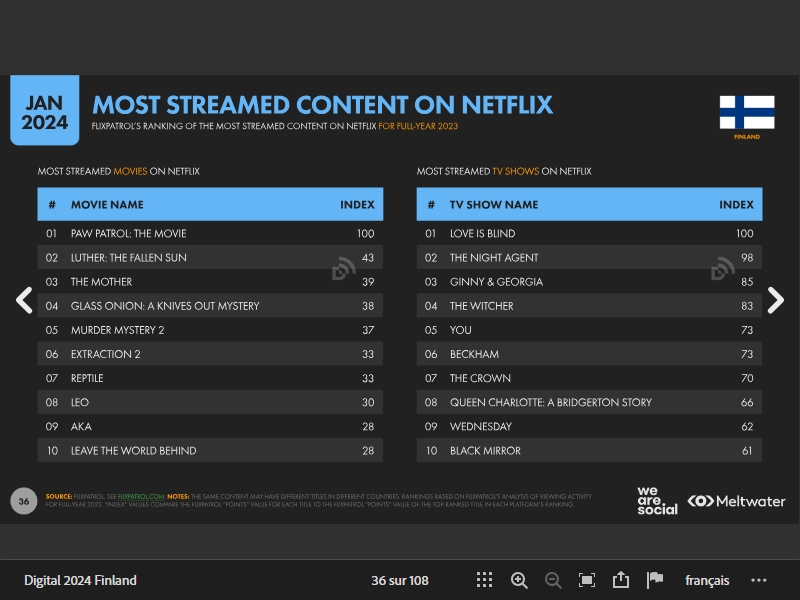 JAN
2024
MOST STREAMED CONTENT ON NETFLIX
FLIXPATROL'S RANKING OF THE MOST STREAMED CONTENT ON NETFLIX FOR FULL-YEAR 2023
FINLAND
MOST STREAMED MOVIES ON NETFLIX
# MOVIE NAME INDEX
01 PAW PATROL: THE MOVIE 100
02 LUTHER: THE FALLEN SUN 43
03 THE MOTHER 39
04 GLASS ONION: A KNIVES OUT MYSTERY 38
05 MURDER MYSTERY 2 37
06 EXTRACTION 2 33
07 REPTILE 33
08 LEO 30
09 AKA 28
10 LEAVE THE WORLD BEHIND 28
MOST STREAMED TV SHOWS ON NETFLIX
# TV SHOW NAME INDEX
01 LOVE IS BLIND 100
02 THE NIGHT AGENT 98
03 GINNY & GEORGIA 85
04 THE WITCHER 83
05 YOU 73
06 BECKHAM 73
07 THE CROWN 70
08 QUEEN CHARLOTTE: A BRIDGERTON STORY 66
09 WEDNESDAY 62
10 BLACK MIRROR 61
36
SOURCE: FLIXPATROL. SEE FLIXPATROL.COM. NOTES: THE SAME CONTENT MAY HAVE DIFFERENT TITLES IN DIFFERENT COUNTRIES. RANKINGS BASED ON FLIXPATROL'S ANALYSIS OF VIEWING ACTIVITY
FOR FULL-YEAR 2023. "INDEX" VALUES COMPARE THE FLIXPATROL "POINTS" VALUE FOR EACH TITLE TO THE FLIXPATROL "POINTS" VALUE OF THE TOP-RANKED TITLE IN EACH PLATFORM'S RANKING.
we
are.
social
Meltwater
Digital 2024 Finland
36 sur 108
français